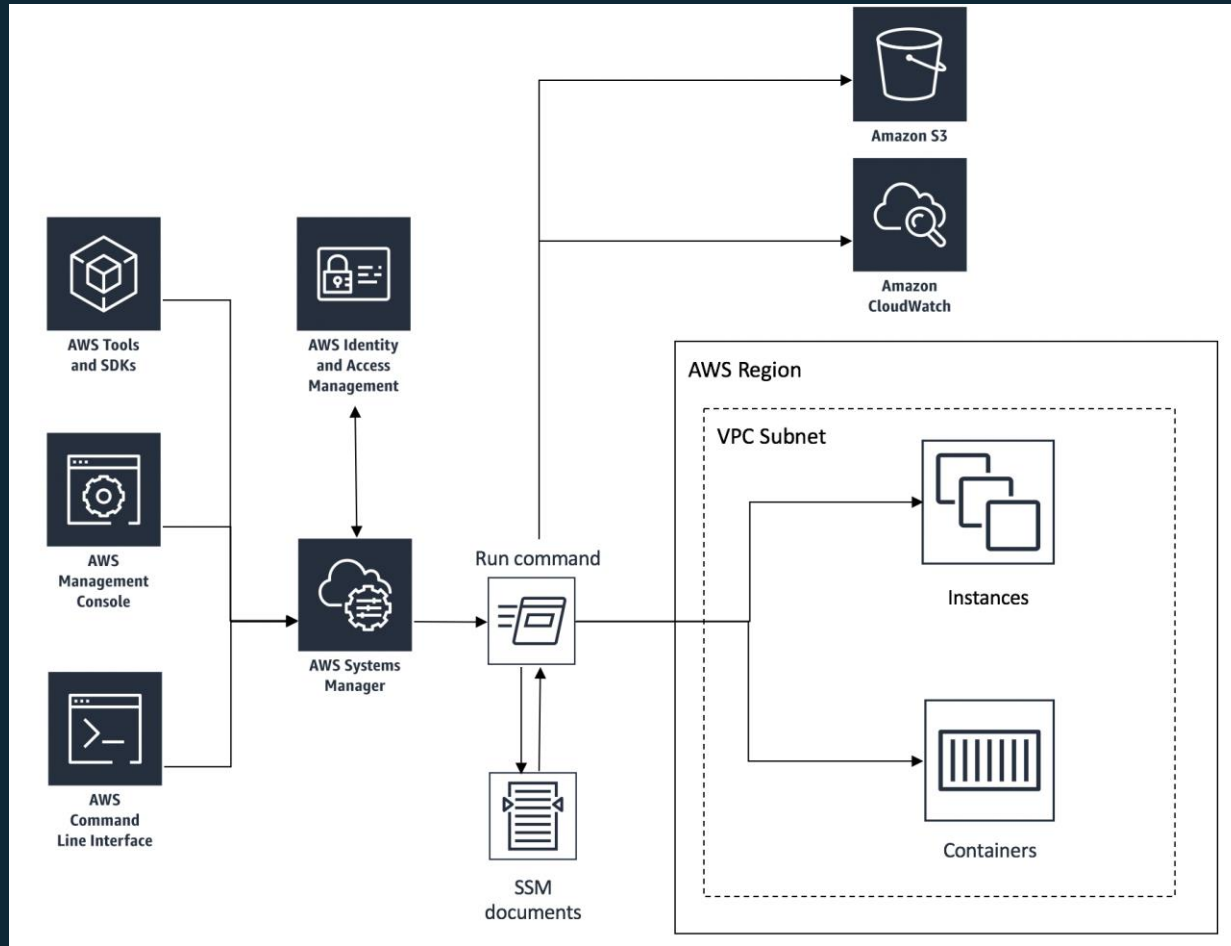 Amazon S3
Amazon
CloudWatch
AWS Tools
and SDKs
AWS Identity
and Access
Management
AWS Region
VPC Subnet
Instances
AWS
Management
Console
Run command
AWS Systems
Manager
Containers
AWS
Command
Line Interface
SSM
documents